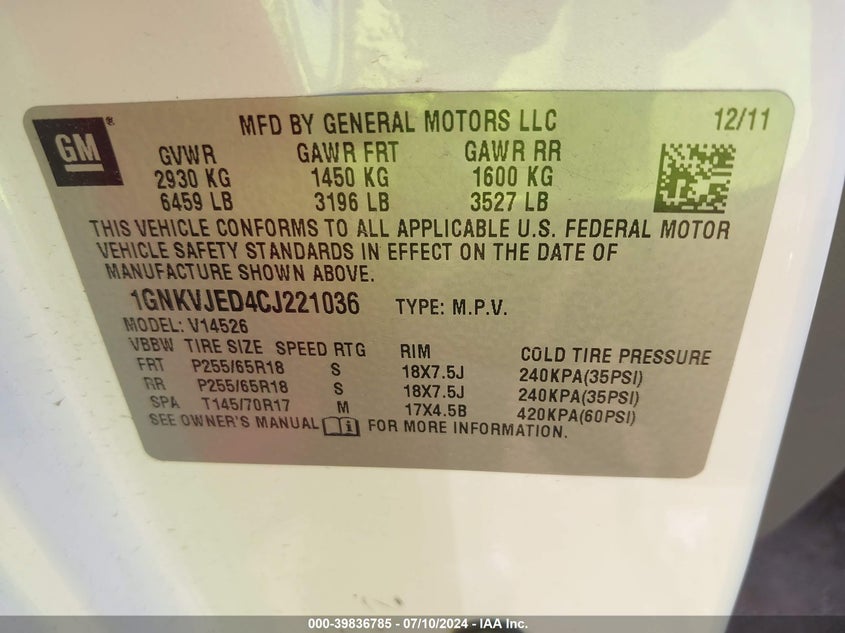 GM ® MFD BY GENERAL MOTORS LLC 12/11
GVWR GAWR FRT GAWR RR
2930 KG 1450 KG 1600 KG
6459 LB 3196 LB 3527 LB
THIS VEHICLE CONFORMS TO ALL APPLICABLE U.S. FEDERAL MOTOR
VEHICLE SAFETY STANDARDS IN EFFECT ON THE DATE OF
MANUFACTURE SHOWN ABOVE.
1GNKVJED4CJ221036 TYPE: M.P.V.
MODEL: V14526
VBBW TIRE SIZE SPEED RTG RIM COLD TIRE PRESSURE
FRT P255/65R18 S 18X7.5J 240KPA(35PSI)
RR P255/65R18 S 18X7.5J 240KPA(35PSI)
SPA T145/70R17 M 17X4.5B 420KPA(60PSI)
SEE OWNER'S MANUAL FOR MORE INFORMATION.
000-39836785 - 07/10/2024 - IAA Inc.